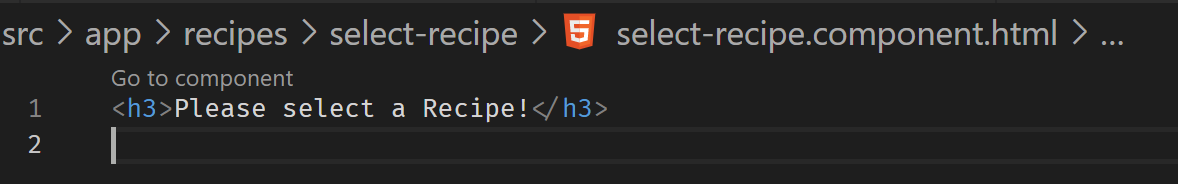 src > app > recipes > select-recipe > 5 select-recipe.component.html > ...
Go to component
1 <h3>Please select a Recipe!</h3>
2